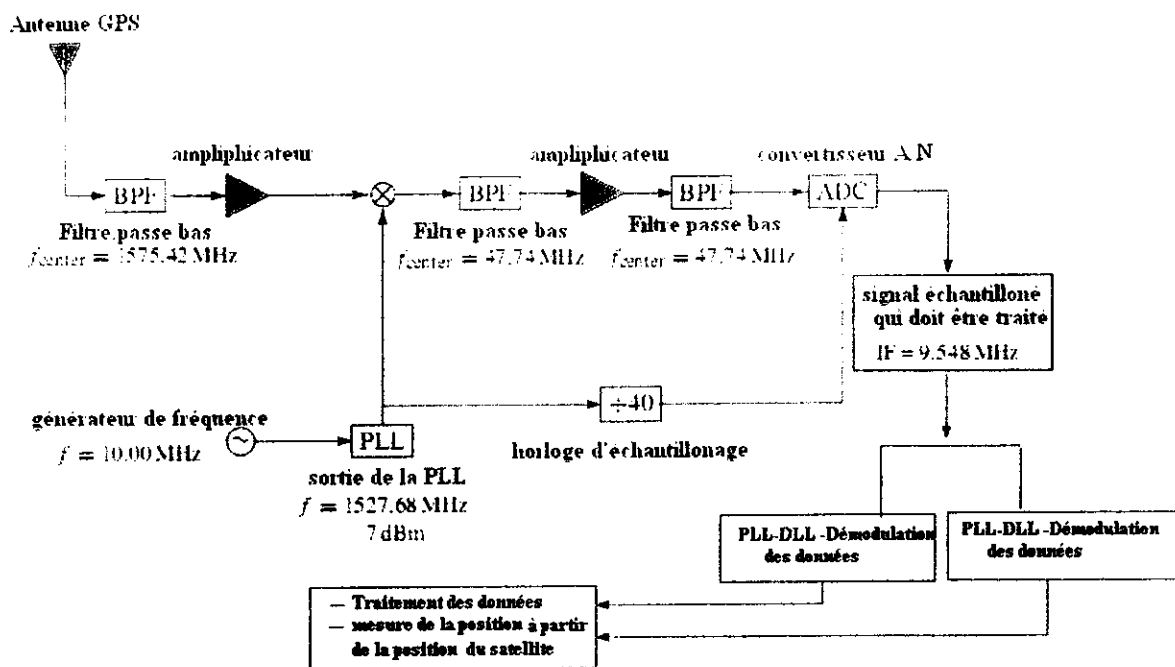 Antenne GPS
ampliphicateur
ampliphicateur
convertisseur A/N
BPF
BPF
BPF
ADC
Filtre passe bas
fcenter = 1575.42 MHz
Filtre passe bas
fcenter = 47.74 MHz
Filtre passe bas
fcenter = 47.74 MHz
signal échantilloné
qui doit être traité
IF = 9.548 MHz
générateur de fréquence
f = 10.00 MHz
~
PLL
÷40
horloge d'échantillonage
sortie de la PLL
f = 1527.68 MHz
7 dBm
PLL-DLL -Démodulation
des données
PLL-DLL -Démodulation
des données
– Traitement des données
– mesure de la position à partir
de la position du satellite